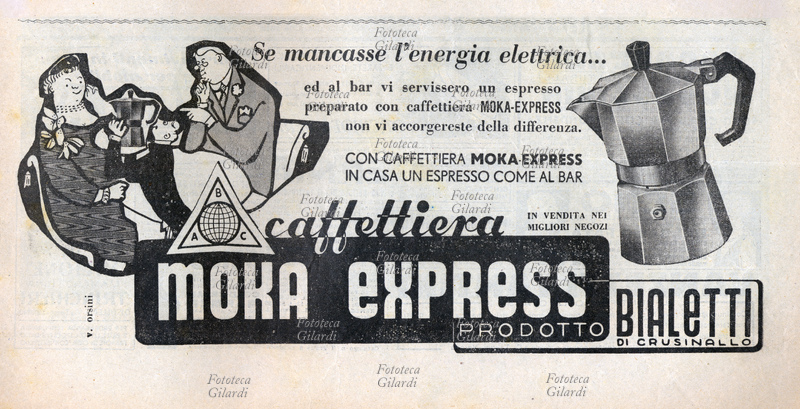 Se mancasse l'energia elettrica...
ed al bar vi servissero un espresso
preparato con caffettiera MOKA-EXPRESS
non vi accorgereste della differenza.
CON CAFFETTIERA MOKA-EXPRESS
IN CASA UN ESPRESSO COME AL BAR
B
A C
caffettiera
IN VENDITA NEI
MIGLIORI NEGOZI
MOKA EXPRESS
PRODOTTO
BIALETTI
DI CRUSINALLO
v. orsini
Fototeca
Gilardi